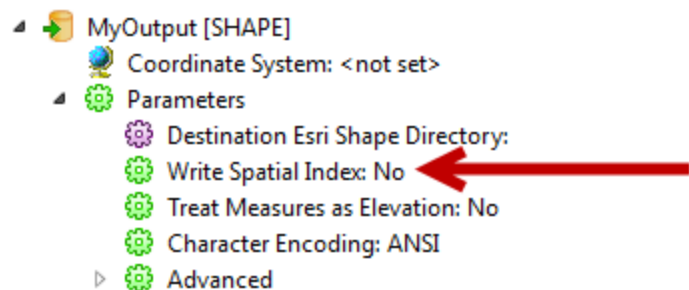 MyOutput [SHAPE]
Coordinate System: <not set>
Parameters
Destination Esri Shape Directory:
Write Spatial Index: No
Treat Measures as Elevation: No
Character Encoding: ANSI
Advanced